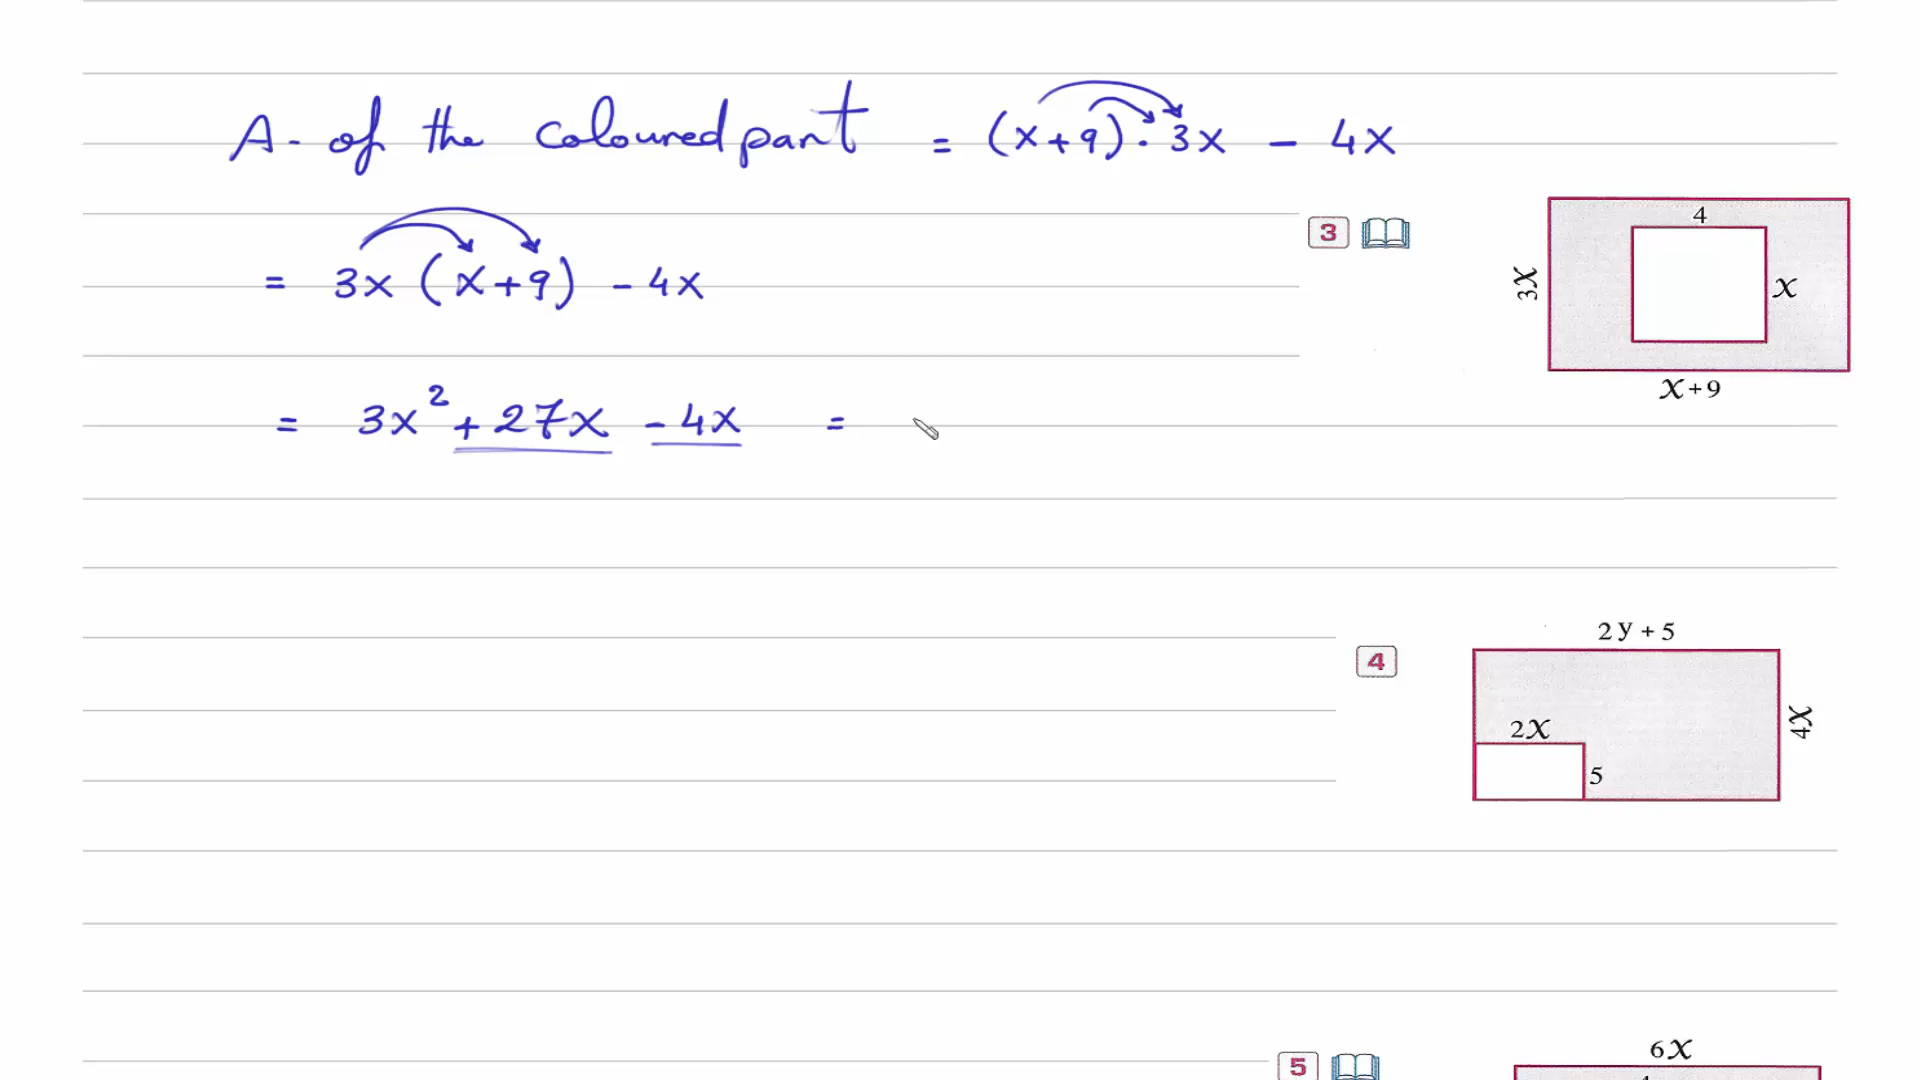 A. of the coloured part = (x+9) · 3x - 4x
= 3x (x+9) - 4x
= 3x² + 27x - 4x =
3
4
3x
x
x+9
4
2y + 5
2x
4x
5
5
6x